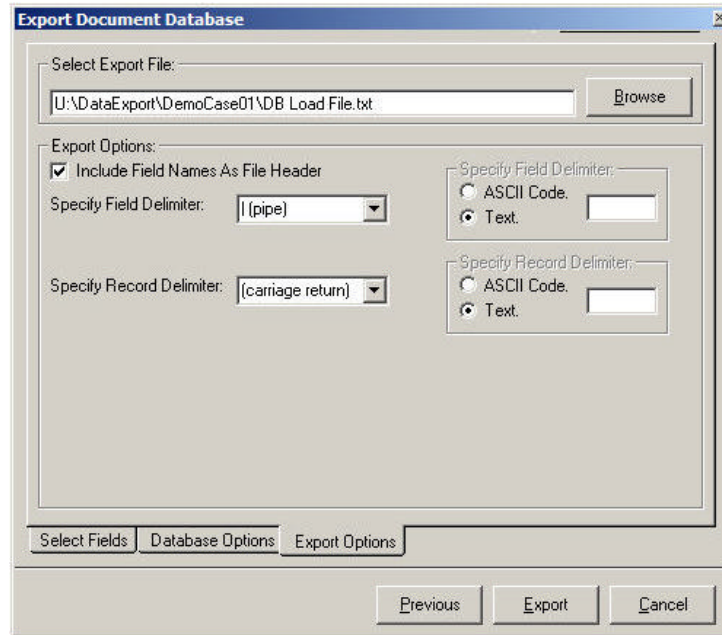 Export Document Database
Select Export File:
U:\DataExport\DemoCase01\DB Load File.txt
Browse
Export Options:
Include Field Names As File Header
Specify Field Delimiter:
| (pipe)
Specify Field Delimiter:
ASCII Code.
Text.
Specify Record Delimiter:
(carriage return)
Specify Record Delimiter:
ASCII Code.
Text.
Select Fields
Database Options
Export Options
Previous
Export
Cancel